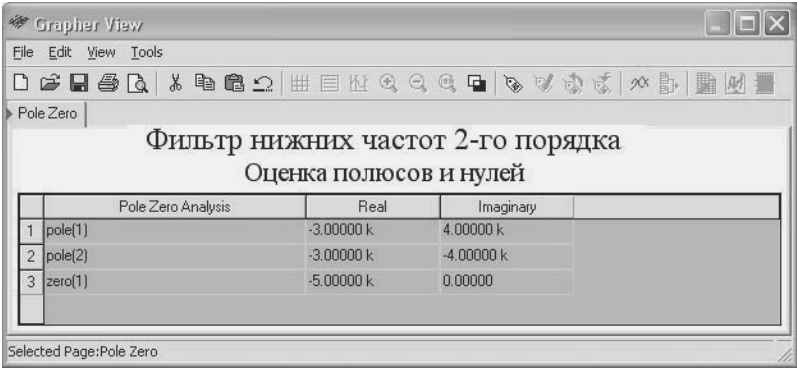 Grapher View
File Edit View Tools
Pole Zero
Фильтр нижних частот 2-го порядка
Оценка полюсов и нулей
Pole Zero Analysis Real Imaginary
1 pole(1) -3.00000 k 4.00000 k
2 pole(2) -3.00000 k -4.00000 k
3 zero(1) -5.00000 k 0.00000
Selected Page:Pole Zero